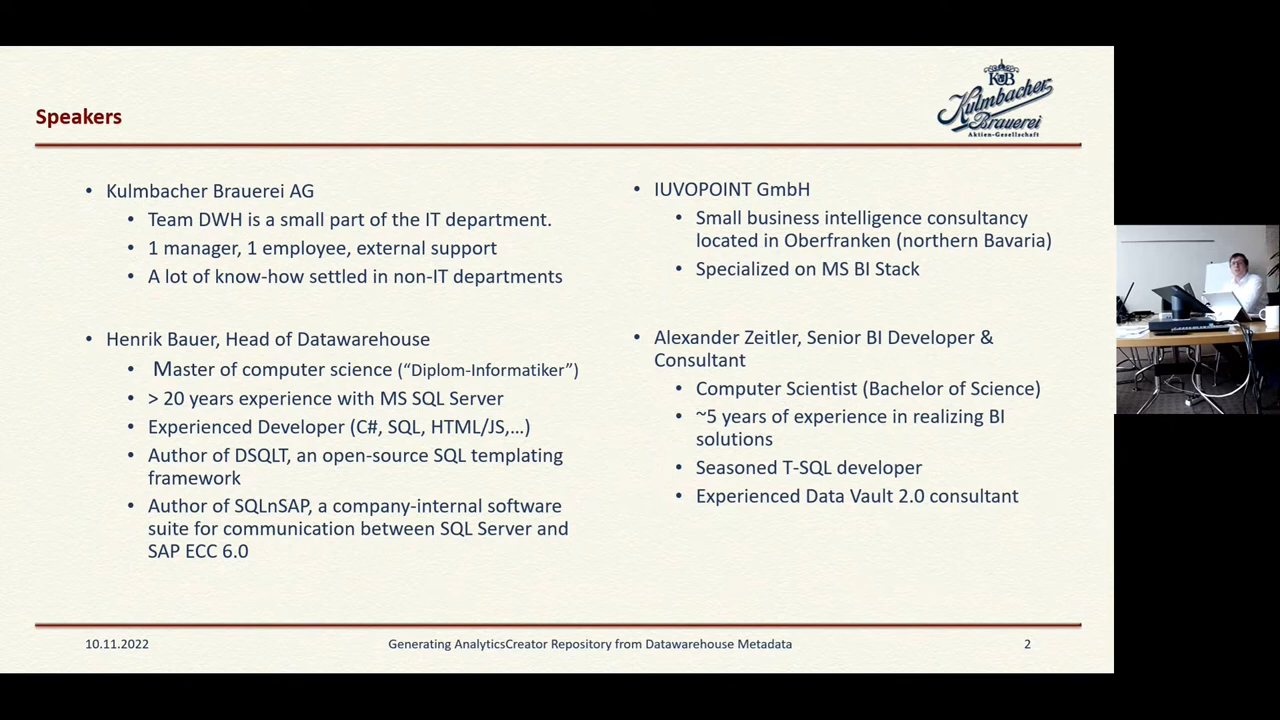 Speakers
K B
Kulmbacher
Brauerei
Aktien-Gesellschaft
• Kulmbacher Brauerei AG
• Team DWH is a small part of the IT department.
• 1 manager, 1 employee, external support
• A lot of know-how settled in non-IT departments
• Henrik Bauer, Head of Datawarehouse
• Master of computer science (“Diplom-Informatiker”)
• > 20 years experience with MS SQL Server
• Experienced Developer (C#, SQL, HTML/JS,…)
• Author of DSQLT, an open-source SQL templating
framework
• Author of SQLnSAP, a company-internal software
suite for communication between SQL Server and
SAP ECC 6.0
• IUVOPOINT GmbH
• Small business intelligence consultancy
located in Oberfranken (northern Bavaria)
• Specialized on MS BI Stack
• Alexander Zeitler, Senior BI Developer &
Consultant
• Computer Scientist (Bachelor of Science)
• ~5 years of experience in realizing BI
solutions
• Seasoned T-SQL developer
• Experienced Data Vault 2.0 consultant
10.11.2022
Generating AnalyticsCreator Repository from Datawarehouse Metadata
2